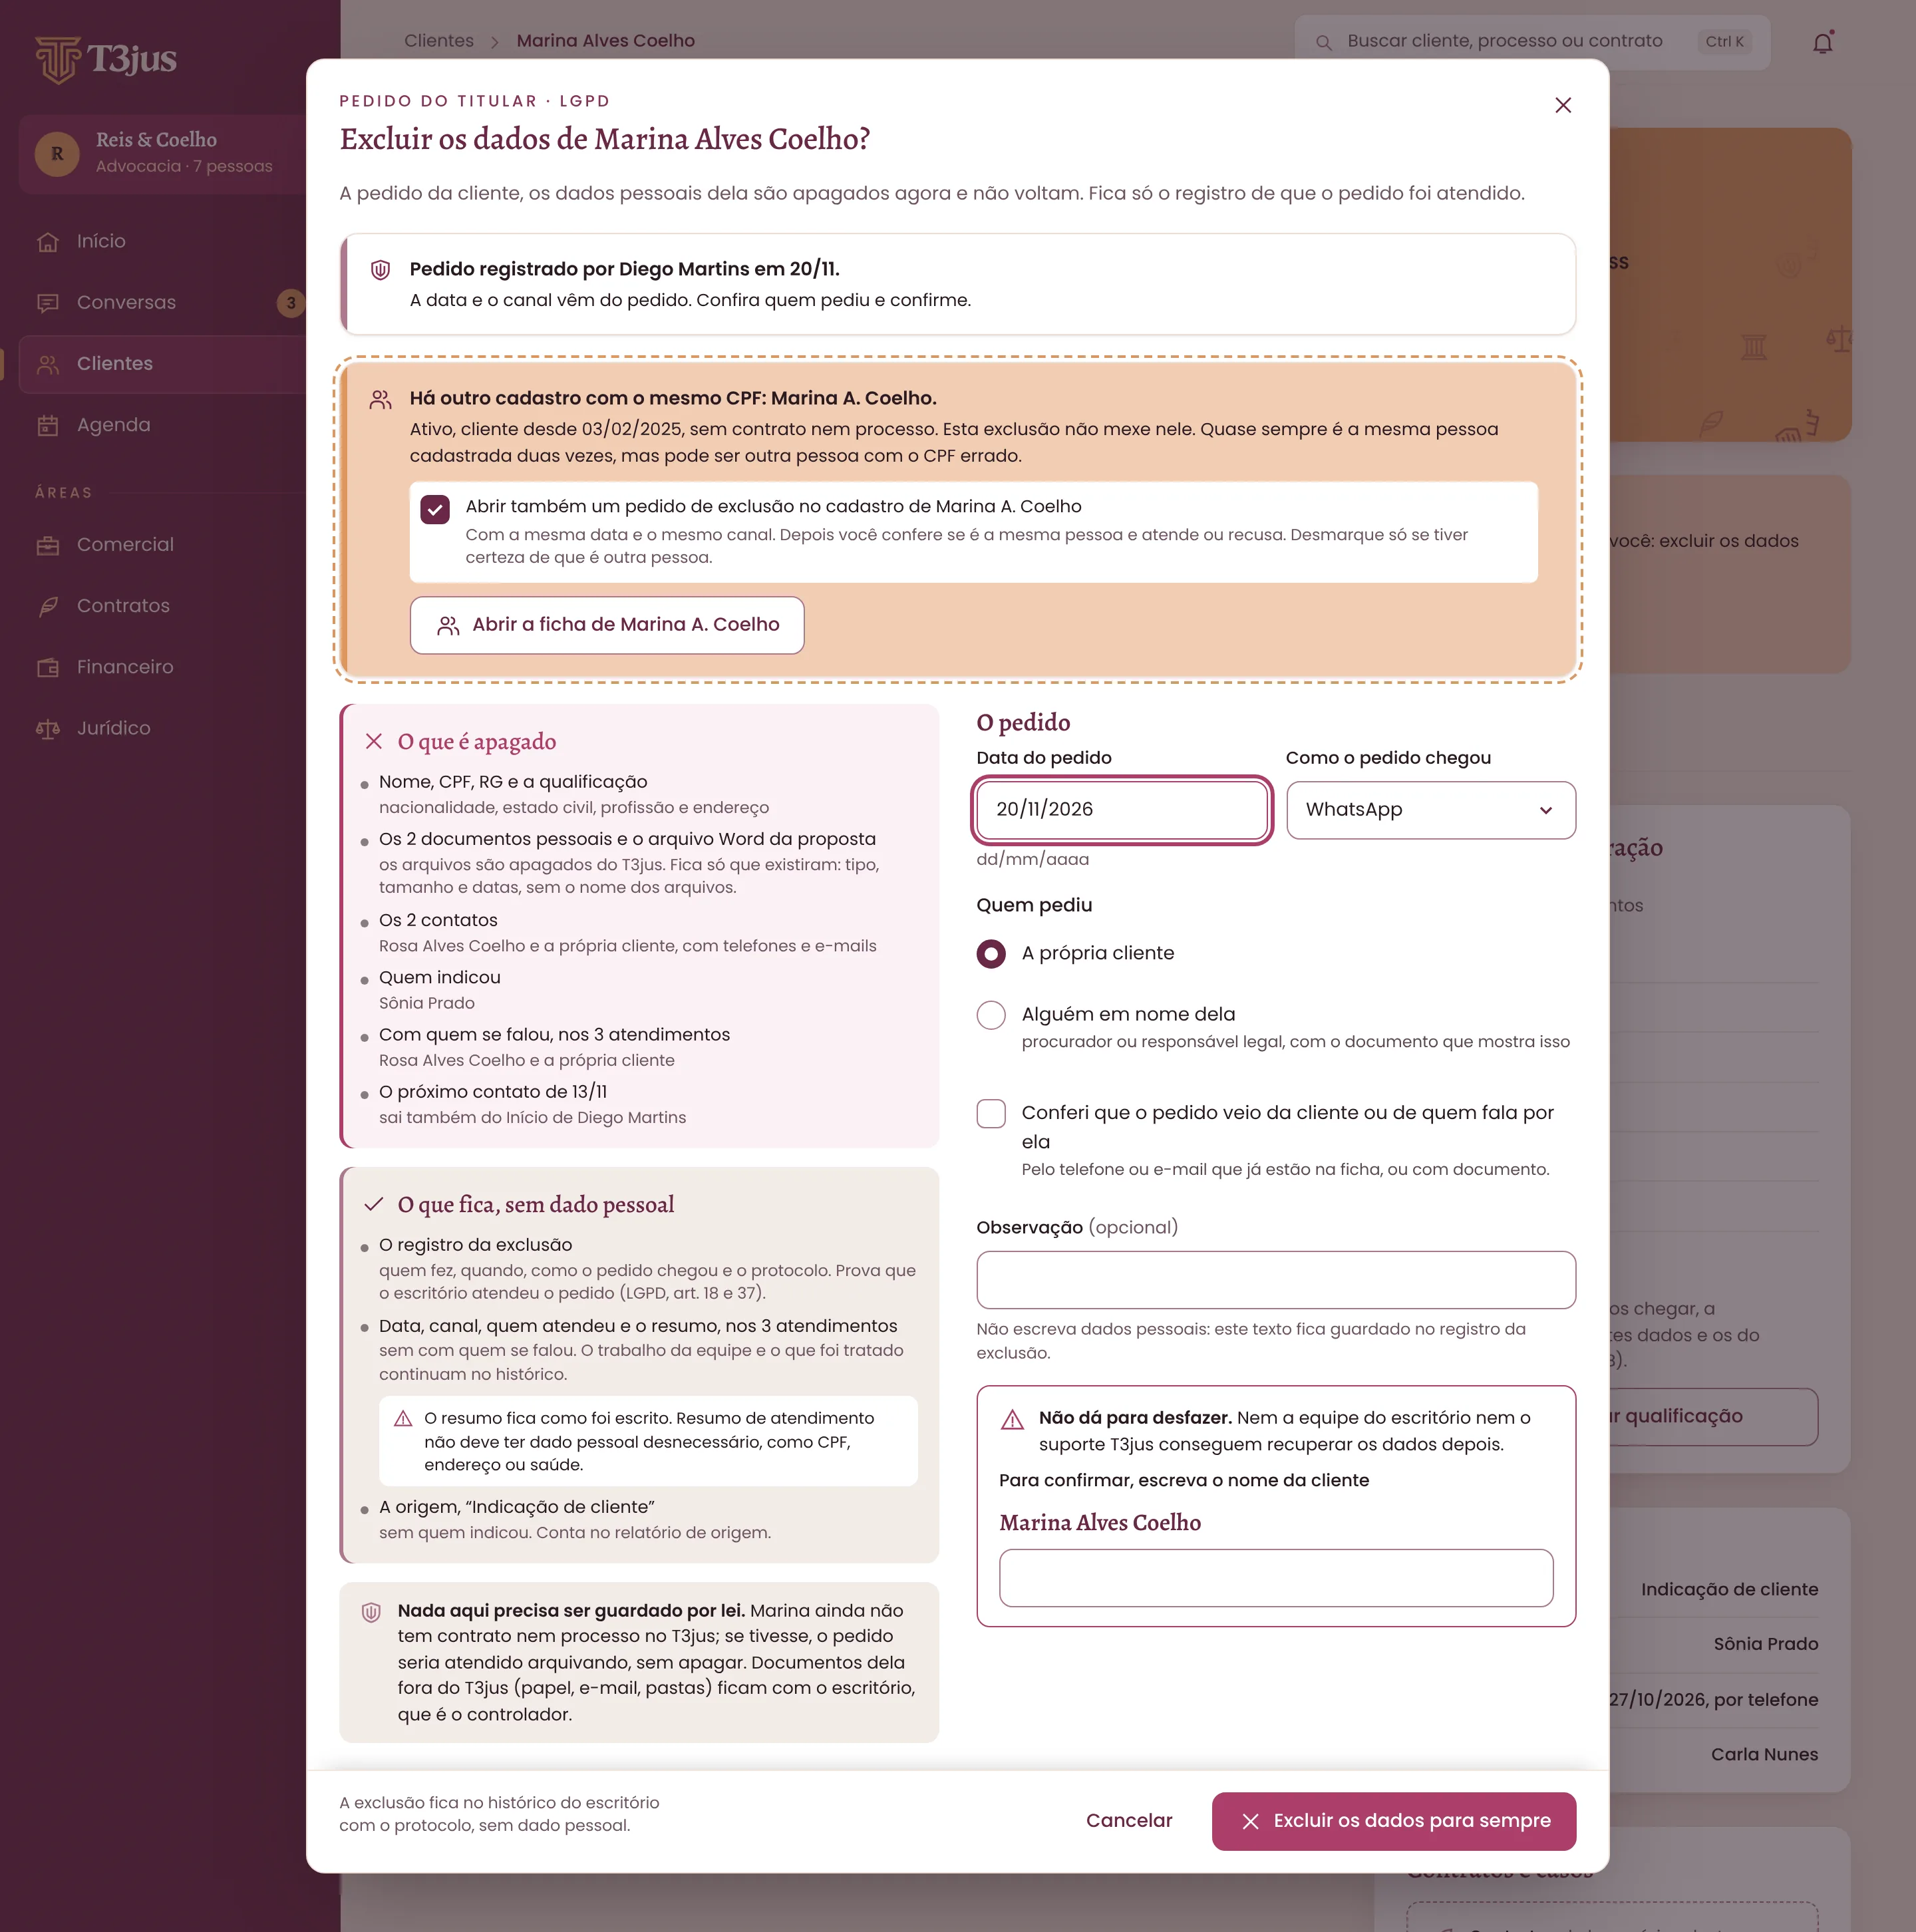 T3jus
Clientes
Marina Alves Coelho
Buscar cliente, processo ou contrato
Ctrl K
R
Reis & Coelho
Advocacia · 7 pessoas
Início
Conversas
3
Clientes
Agenda
ÁREAS
Comercial
Contratos
Financeiro
Jurídico
PEDIDO DO TITULAR · LGPD
Excluir os dados de Marina Alves Coelho?
A pedido da cliente, os dados pessoais dela são apagados agora e não voltam. Fica só o registro de que o pedido foi atendido.
Pedido registrado por Diego Martins em 20/11.
A data e o canal vêm do pedido. Confira quem pediu e confirme.
Há outro cadastro com o mesmo CPF: Marina A. Coelho.
Ativo, cliente desde 03/02/2025, sem contrato nem processo. Esta exclusão não mexe nele. Quase sempre é a mesma pessoa
cadastrada duas vezes, mas pode ser outra pessoa com o CPF errado.
Abrir também um pedido de exclusão no cadastro de Marina A. Coelho
Com a mesma data e o mesmo canal. Depois você confere se é a mesma pessoa e atende ou recusa. Desmarque só se tiver
certeza de que é outra pessoa.
Abrir a ficha de Marina A. Coelho
O que é apagado
Nome, CPF, RG e a qualificação
nacionalidade, estado civil, profissão e endereço
Os 2 documentos pessoais e o arquivo Word da proposta
os arquivos são apagados do T3jus. Fica só que existiram: tipo,
tamanho e datas, sem o nome dos arquivos.
Os 2 contatos
Rosa Alves Coelho e a própria cliente, com telefones e e-mails
Quem indicou
Sônia Prado
Com quem se falou, nos 3 atendimentos
Rosa Alves Coelho e a própria cliente
O próximo contato de 13/11
sai também do Início de Diego Martins
O que fica, sem dado pessoal
O registro da exclusão
quem fez, quando, como o pedido chegou e o protocolo. Prova que
o escritório atendeu o pedido (LGPD, art. 18 e 37).
Data, canal, quem atendeu e o resumo, nos 3 atendimentos
sem com quem se falou. O trabalho da equipe e o que foi tratado
continuam no histórico.
O resumo fica como foi escrito. Resumo de atendimento
não deve ter dado pessoal desnecessário, como CPF,
endereço ou saúde.
A origem, “Indicação de cliente”
sem quem indicou. Conta no relatório de origem.
Nada aqui precisa ser guardado por lei. Marina ainda não
tem contrato nem processo no T3jus; se tivesse, o pedido
seria atendido arquivando, sem apagar. Documentos dela
fora do T3jus (papel, e-mail, pastas) ficam com o escritório,
que é o controlador.
O pedido
Data do pedido
20/11/2026
dd/mm/aaaa
Como o pedido chegou
WhatsApp
Quem pediu
A própria cliente
Alguém em nome dela
procurador ou responsável legal, com o documento que mostra isso
Conferi que o pedido veio da cliente ou de quem fala por
ela
Pelo telefone ou e-mail que já estão na ficha, ou com documento.
Observação (opcional)
Não escreva dados pessoais: este texto fica guardado no registro da
exclusão.
Não dá para desfazer. Nem a equipe do escritório nem o
suporte T3jus conseguem recuperar os dados depois.
Para confirmar, escreva o nome da cliente
Marina Alves Coelho
A exclusão fica no histórico do escritório
com o protocolo, sem dado pessoal.
Cancelar
Excluir os dados para sempre
ss
você: excluir os dados
ração
ntos
os chegar, a
tes dados e os do
3).
ar qualificação
Indicação de cliente
Sônia Prado
27/10/2026, por telefone
Carla Nunes